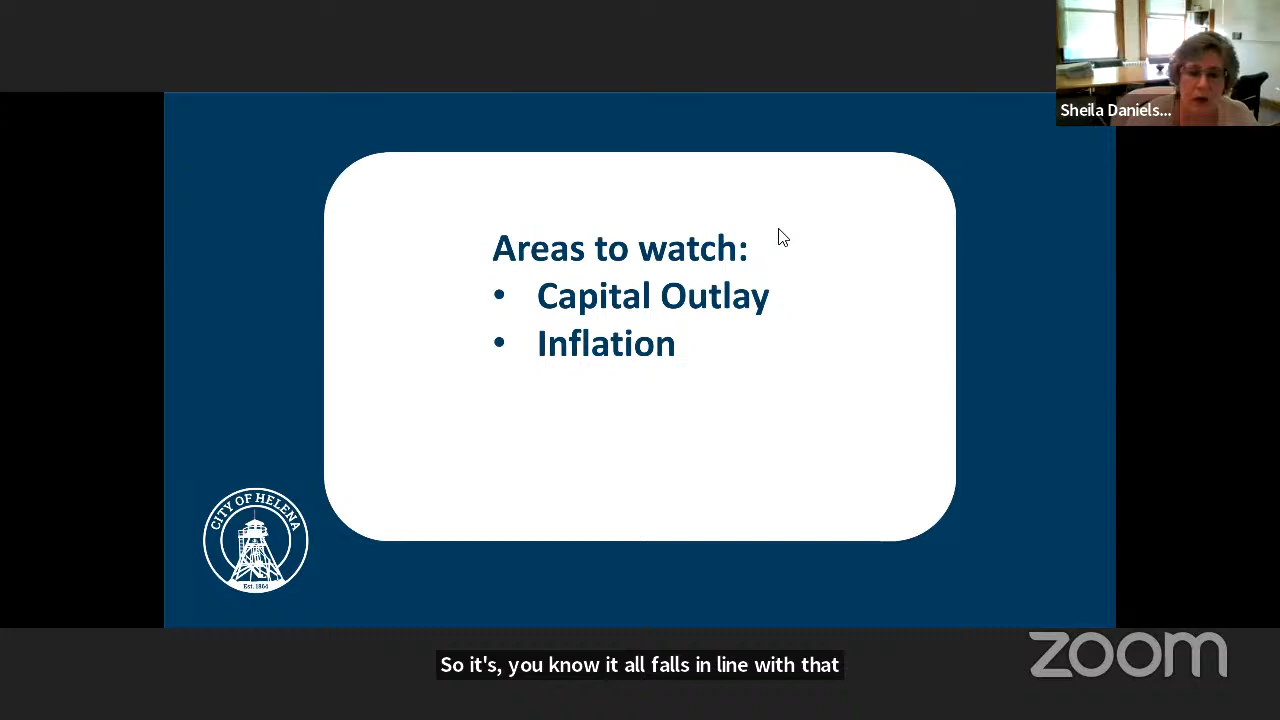 Sheila Daniels...
Areas to watch:
• Capital Outlay
• Inflation
CITY OF HELENA
Est. 1864
So it's, you know it all falls in line with that
zoom